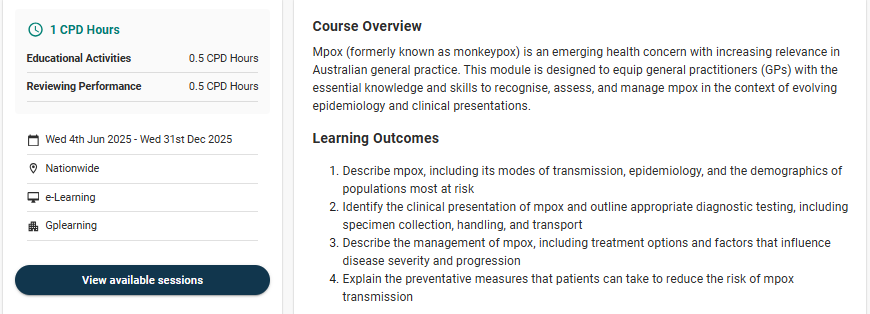 1 CPD Hours
Educational Activities 0.5 CPD Hours
Reviewing Performance 0.5 CPD Hours
Wed 4th Jun 2025 - Wed 31st Dec 2025
Nationwide
e-Learning
Gplearning
View available sessions
Course Overview
Mpox (formerly known as monkeypox) is an emerging health concern with increasing relevance in
Australian general practice. This module is designed to equip general practitioners (GPs) with the
essential knowledge and skills to recognise, assess, and manage mpox in the context of evolving
epidemiology and clinical presentations.
Learning Outcomes
1. Describe mpox, including its modes of transmission, epidemiology, and the demographics of
populations most at risk
2. Identify the clinical presentation of mpox and outline appropriate diagnostic testing, including
specimen collection, handling, and transport
3. Describe the management of mpox, including treatment options and factors that influence
disease severity and progression
4. Explain the preventative measures that patients can take to reduce the risk of mpox
transmission